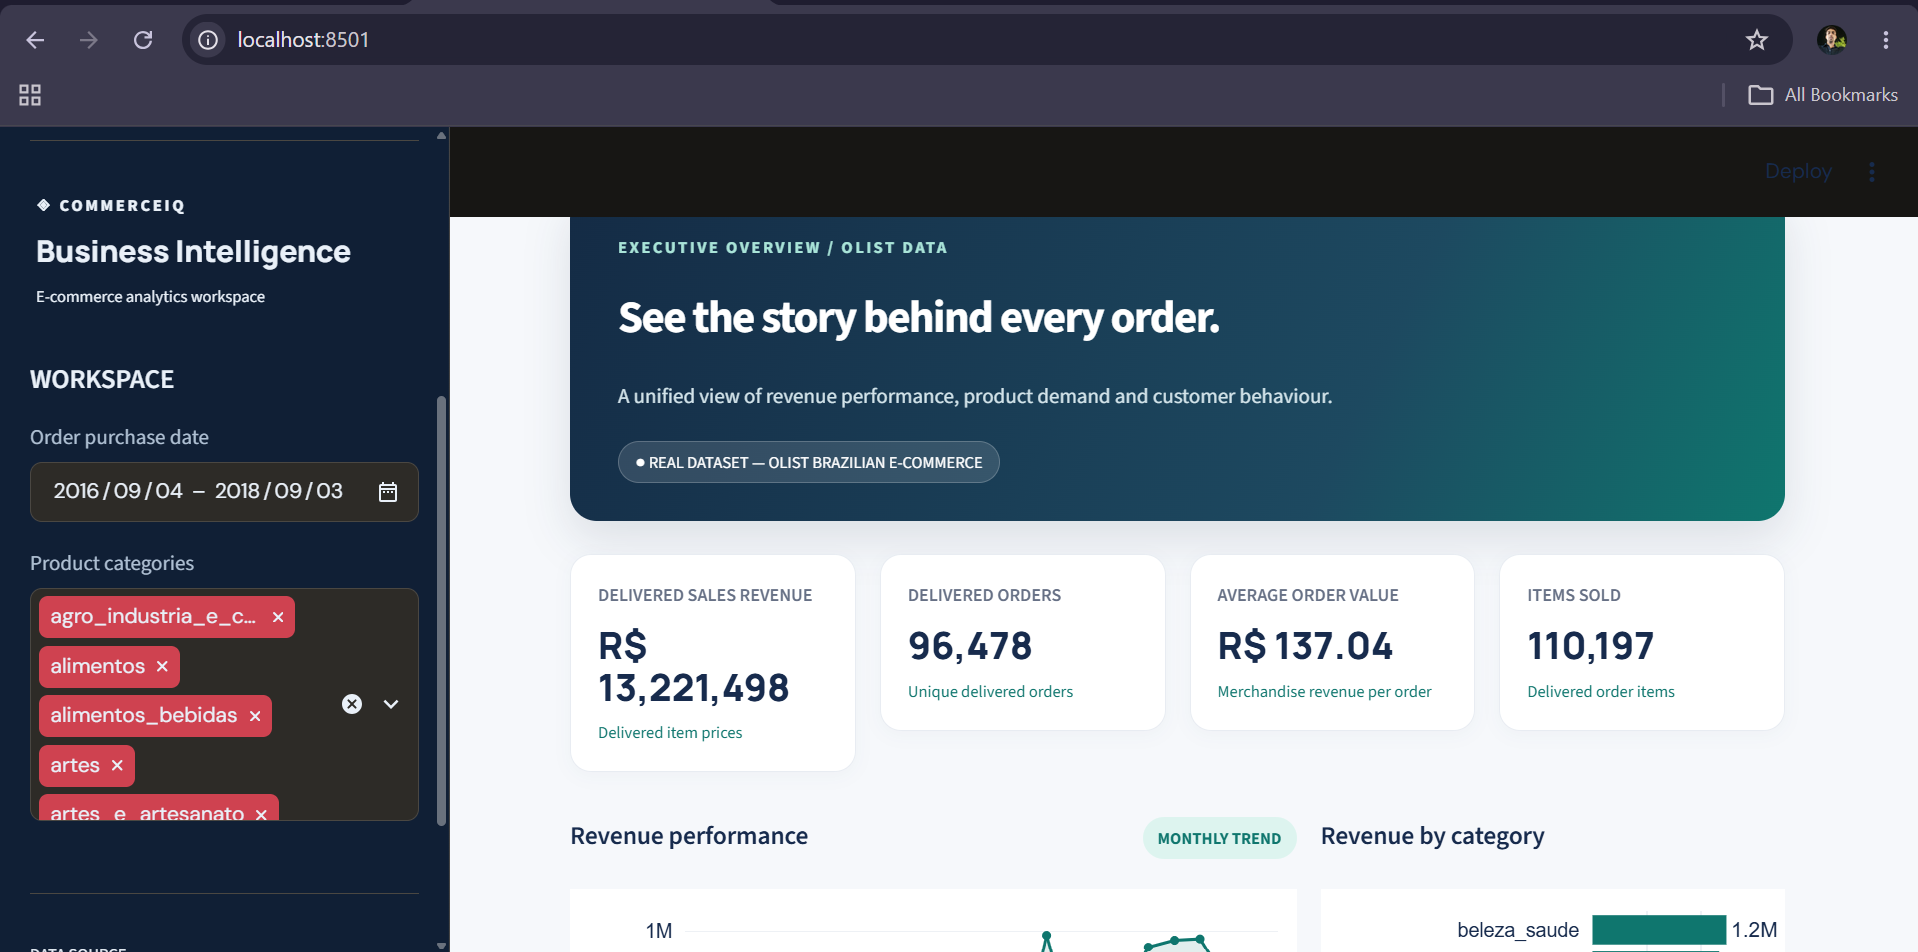 localhost:8501
All Bookmarks
COMMERCEIQ
Business Intelligence
E-commerce analytics workspace
WORKSPACE
Order purchase date
2016/09/04 – 2018/09/03
Product categories
agro_industria_e_c...
alimentos
alimentos_bebidas
artes
artes_e_artesanato
DATA SOURCE
Deploy
EXECUTIVE OVERVIEW / OLIST DATA
See the story behind every order.
A unified view of revenue performance, product demand and customer behaviour.
REAL DATASET — OLIST BRAZILIAN E-COMMERCE
DELIVERED SALES REVENUE
R$
13,221,498
Delivered item prices
DELIVERED ORDERS
96,478
Unique delivered orders
AVERAGE ORDER VALUE
R$ 137.04
Merchandise revenue per order
ITEMS SOLD
110,197
Delivered order items
Revenue performance
MONTHLY TREND
1M
Revenue by category
beleza_saude 1.2M